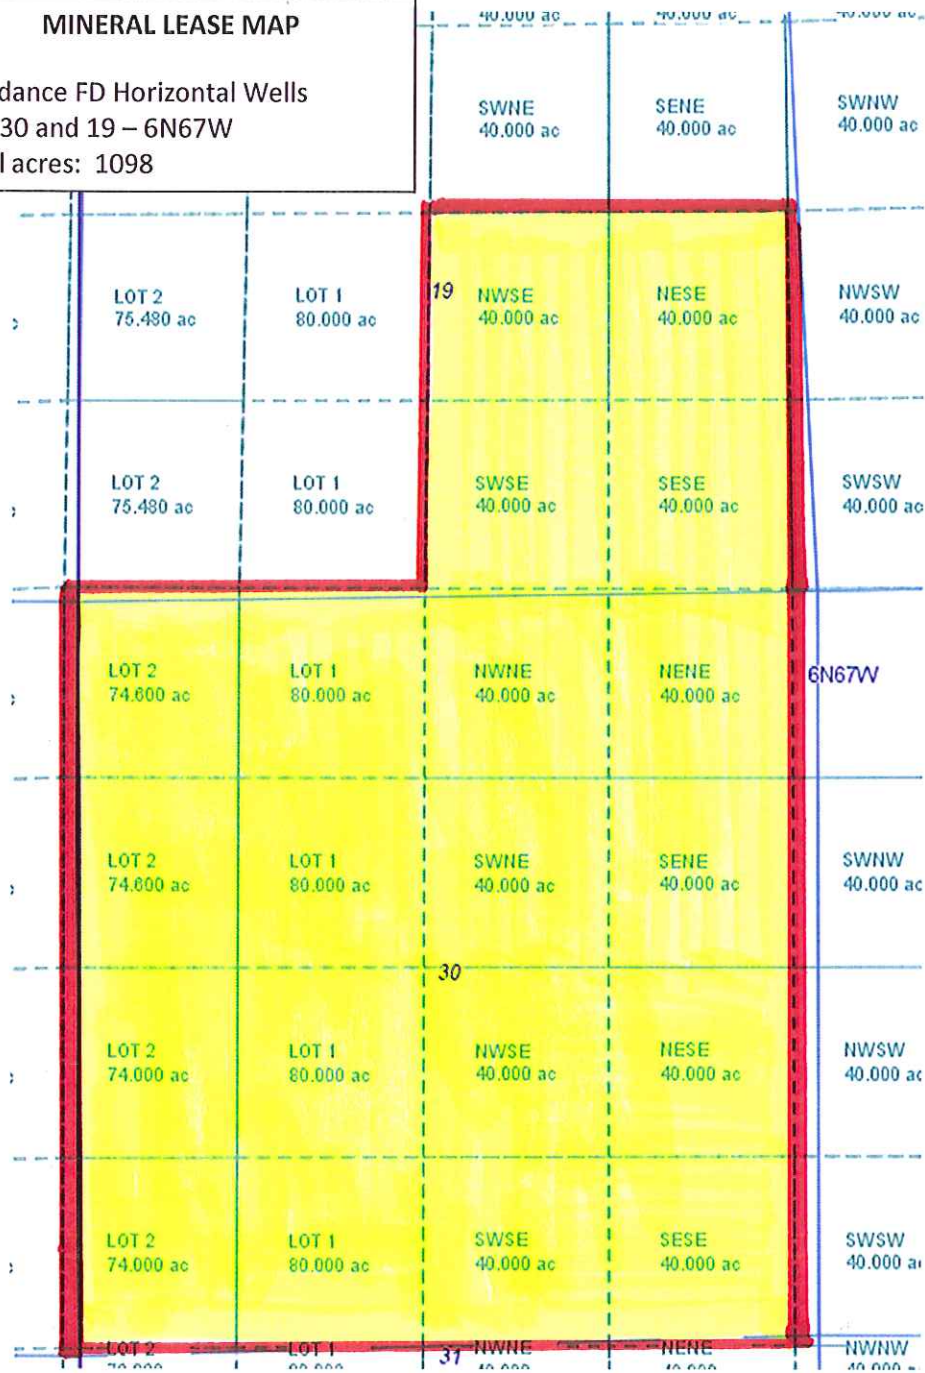 MINERAL LEASE MAP
dance FD Horizontal Wells
30 and 19 – 6N67W
l acres: 1098
40.000 ac
40.000 ac
40.000 ac
SWNE
40.000 ac
SENE
40.000 ac
SWNW
40.000 ac
LOT 2
75.480 ac
LOT 1
80.000 ac
19
NWSE
40.000 ac
NESE
40.000 ac
NWSW
40.000 ac
LOT 2
75.480 ac
LOT 1
80.000 ac
SWSE
40.000 ac
SESE
40.000 ac
SWSW
40.000 ac
LOT 2
74.600 ac
LOT 1
80.000 ac
NWNE
40.000 ac
NENE
40.000 ac
6N67W
LOT 2
74.600 ac
LOT 1
80.000 ac
SWNE
40.000 ac
SENE
40.000 ac
SWNW
40.000 ac
30
LOT 2
74.000 ac
LOT 1
80.000 ac
NWSE
40.000 ac
NESE
40.000 ac
NWSW
40.000 ac
LOT 2
74.000 ac
LOT 1
80.000 ac
SWSE
40.000 ac
SESE
40.000 ac
SWSW
40.000 a
LOT 2
LOT 1
31
NWNE
NENE
NWNW